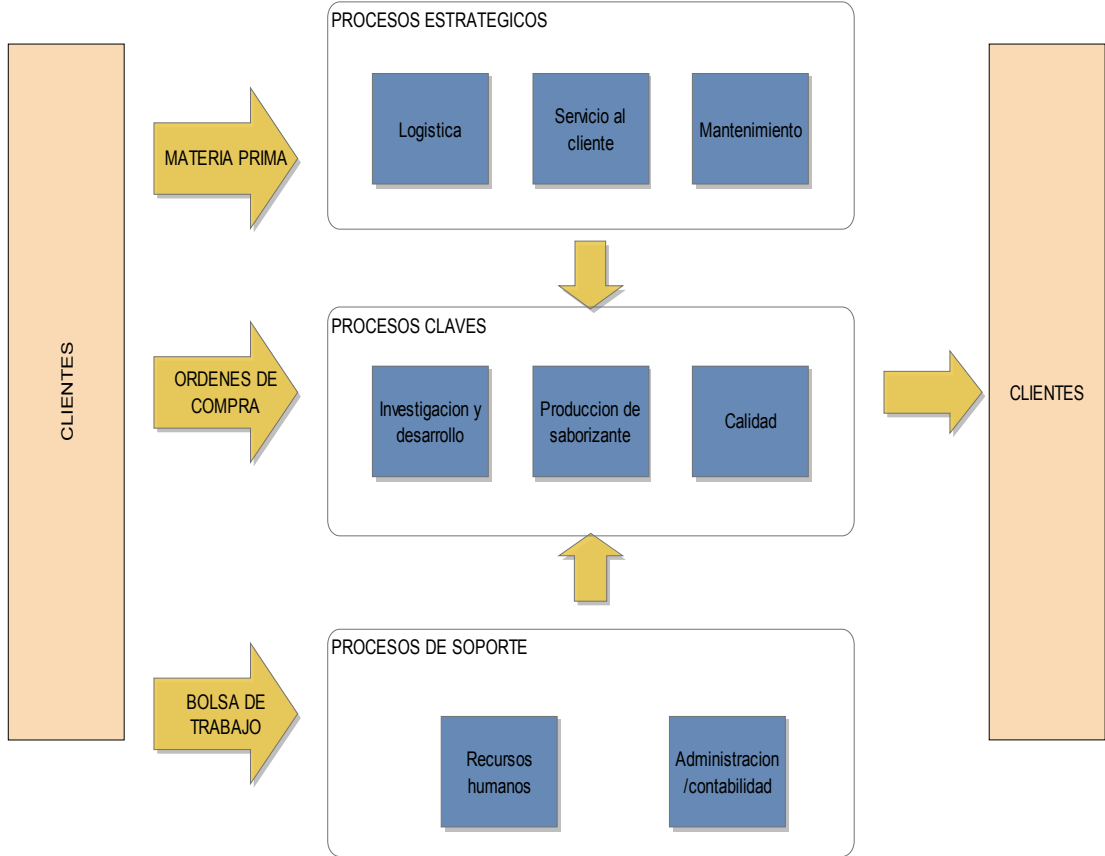 PROCESOS ESTRATEGICOS
Logistica
Servicio al
cliente
Mantenimiento
MATERIA PRIMA
CLIENTES
PROCESOS CLAVES
ORDENES DE
COMPRA
Investigacion y
desarrollo
Produccion de
saborizante
Calidad
CLIENTES
PROCESOS DE SOPORTE
BOLSA DE
TRABAJO
Recursos
humanos
Administracion
/contabilidad